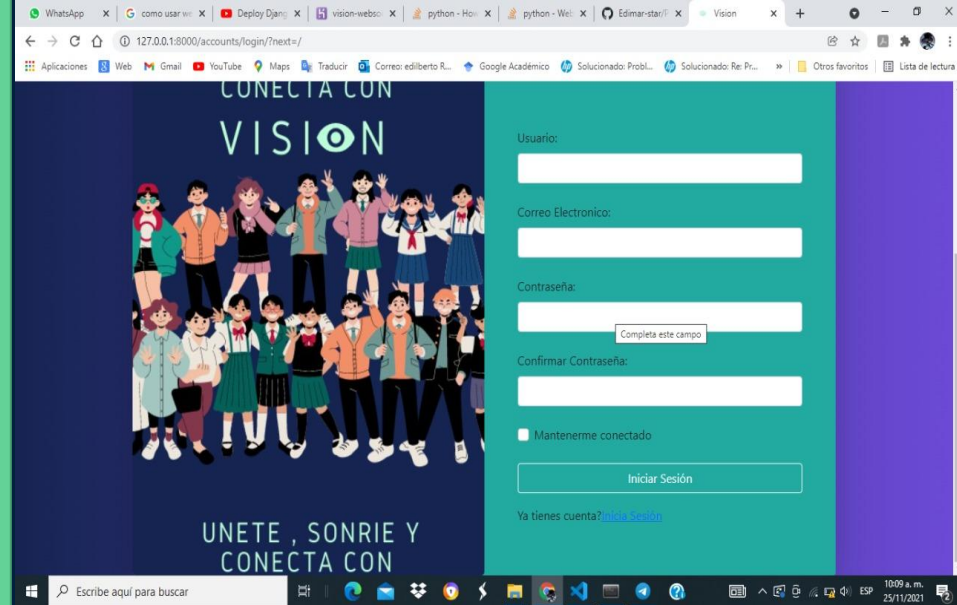 WhatsApp
como usar we
Deploy Djang
vision-webso
python - How
python - Web
Edimar-star/
Vision
127.0.0.1:8000/accounts/login/?next=/
Aplicaciones
Web
Gmail
YouTube
Maps
Traducir
Correo: edilberto R...
Google Académico
Solucionado: Probl...
Solucionado: Re: Pr...
»
Otros favoritos
Lista de lectura
CONECTA CON
VISION
Usuario:
Correo Electronico:
Contraseña:
Completa este campo
Confirmar Contraseña:
Mantenerme conectado
Iniciar Sesión
Ya tienes cuenta?Inicia Sesión
UNETE , SONRIE Y
CONECTA CON
Escribe aquí para buscar
ESP
10:09 a. m.
25/11/2021
2